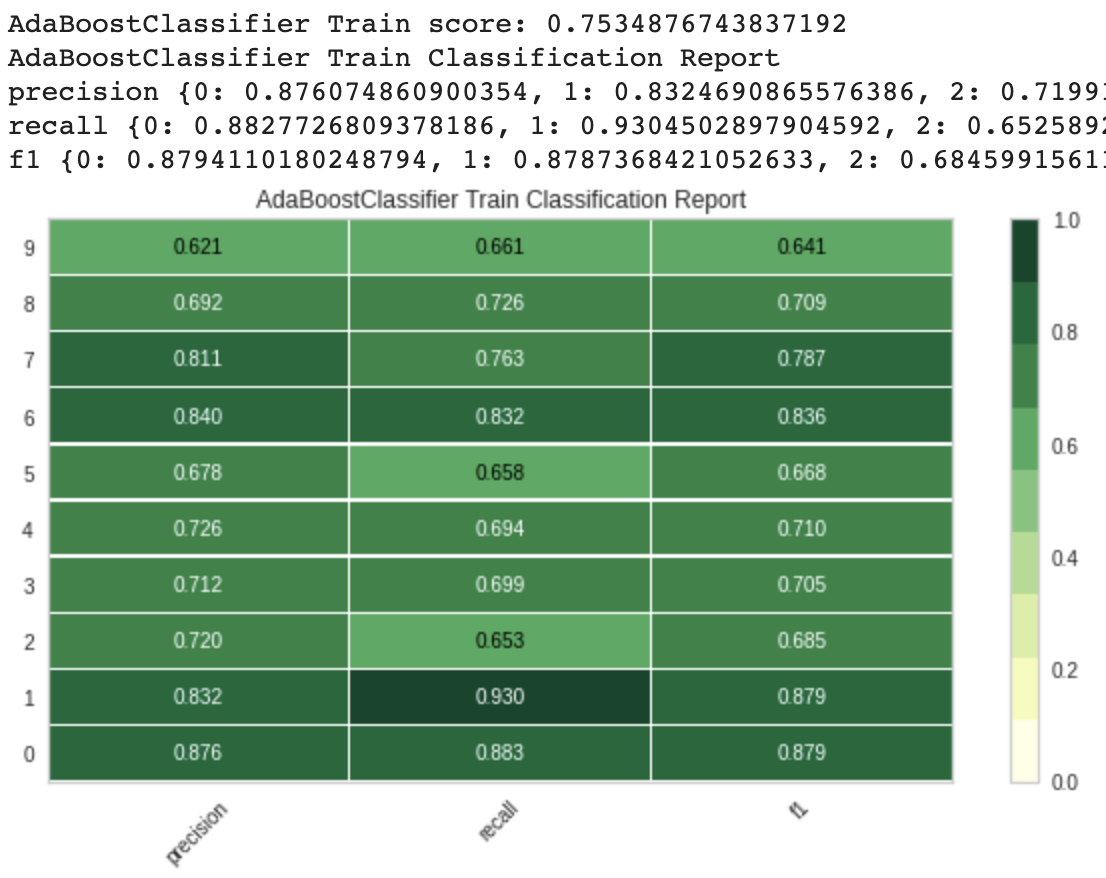 AdaBoostClassifier Train score: 0.7534876743837192
AdaBoostClassifier Train Classification Report
precision {0: 0.876074860900354, 1: 0.8324690865576386, 2: 0.71991
recall {0: 0.8827726809378186, 1: 0.9304502897904592, 2: 0.6525892
f1 {0: 0.8794110180248794, 1: 0.8787368421052633, 2: 0.68459915611
AdaBoostClassifier Train Classification Report
9 0.621 0.661 0.641
8 0.692 0.726 0.709
7 0.811 0.763 0.787
6 0.840 0.832 0.836
5 0.678 0.658 0.668
4 0.726 0.694 0.710
3 0.712 0.699 0.705
2 0.720 0.653 0.685
1 0.832 0.930 0.879
0 0.876 0.883 0.879
precision recall f1
1.0
0.8
0.6
0.4
0.2
0.0